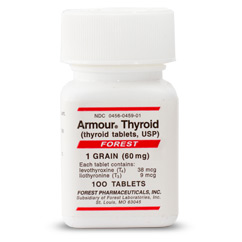 NDC 0456-0459-01
Armour® Thyroid
(thyroid tablets, USP)
FOREST
1 GRAIN (60 mg)
Each tablet contains:
levothyroxine (T4) 38 mcg
liothyronine (T3) 9 mcg
100 TABLETS
FOREST PHARMACEUTICALS, INC.
Subsidiary of Forest Laboratories, Inc.
St. Louis, MO 63045